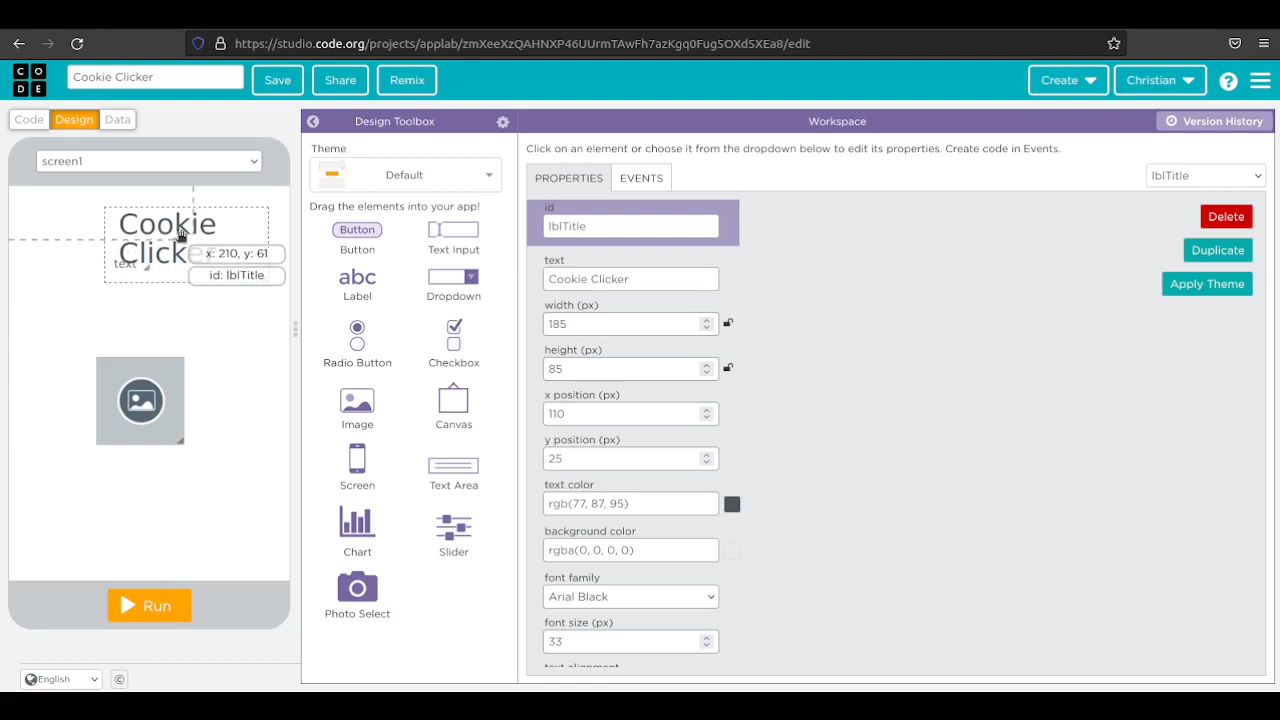 https://studio.code.org/projects/applab/zmXeeXzQAHNXP46UUrmTAwFh7azKgq0Fug5OXd5XEa8/edit
C O
D E
Cookie Clicker
Save
Share
Remix
Create
Christian
?
Code
Design
Data
Design Toolbox
Workspace
Version History
screen1
Theme
Default
Click on an element or choose it from the dropdown below to edit its properties. Create code in Events.
PROPERTIES
EVENTS
lblTitle
Drag the elements into your app!
Button
Button
Text Input
abc
Label
Dropdown
Radio Button
Checkbox
Image
Canvas
Screen
Text Area
Chart
Slider
Photo Select
Cookie
Click
text
x: 210, y: 61
id: lblTitle
id
lblTitle
Delete
Duplicate
Apply Theme
text
Cookie Clicker
width (px)
185
height (px)
85
x position (px)
110
y position (px)
25
text color
rgb(77, 87, 95)
background color
rgba(0, 0, 0, 0)
font family
Arial Black
font size (px)
33
text alignment
Run
English
©